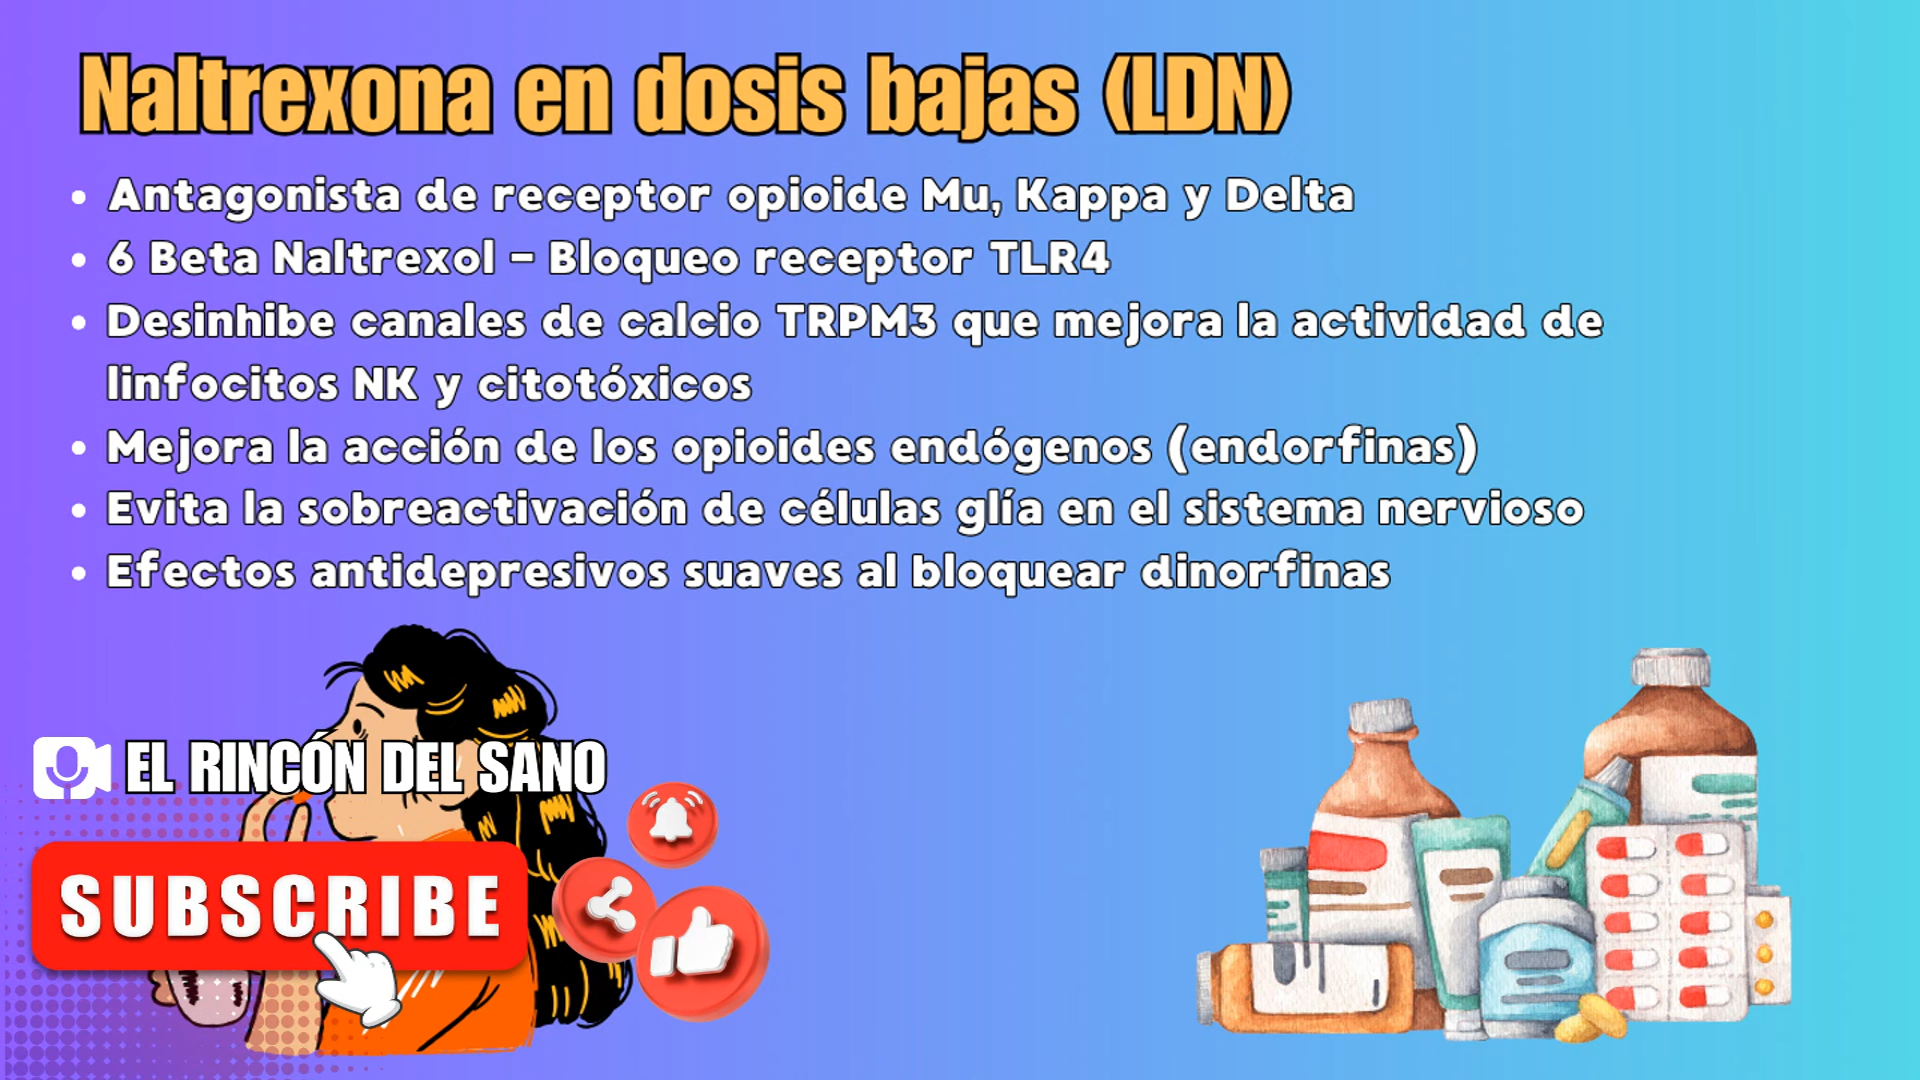 Naltrexona en dosis bajas (LDN)
• Antagonista de receptor opioide Mu, Kappa y Delta
• 6 Beta Naltrexol - Bloqueo receptor TLR4
• Desinhibe canales de calcio TRPM3 que mejora la actividad de
linfocitos NK y citotóxicos
• Mejora la acción de los opioides endógenos (endorfinas)
• Evita la sobreactivación de células glía en el sistema nervioso
• Efectos antidepresivos suaves al bloquear dinorfinas
EL RINCÓN DEL SANO
SUBSCRIBE